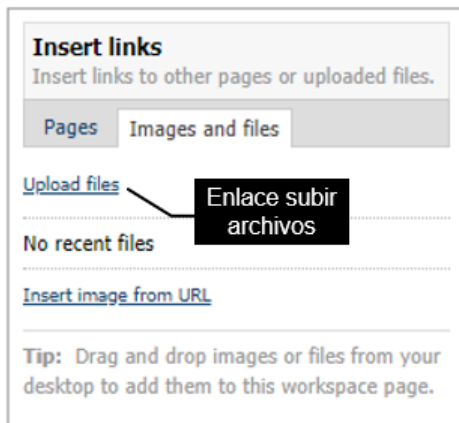 Insert links
Insert links to other pages or uploaded files.
Pages
Images and files
Upload files
Enlace subir
archivos
No recent files
Insert image from URL
Tip: Drag and drop images or files from your
desktop to add them to this workspace page.